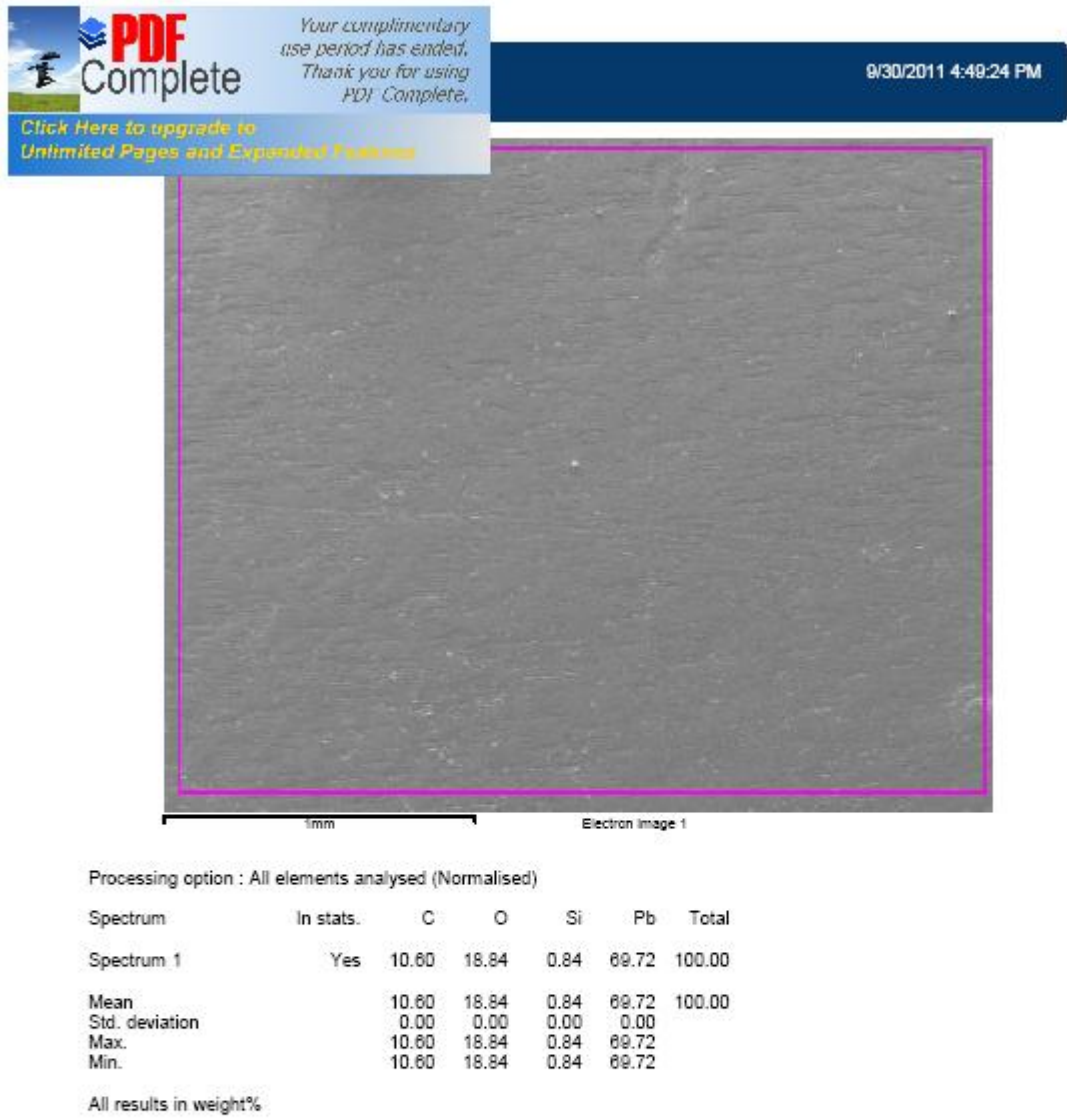 PDF
Complete
Your complimentary
use period has ended.
Thank you for using
PDF Complete.
Click Here to upgrade to
Unlimited Pages and Expanded Features
9/30/2011 4:49:24 PM
1mm
Electron Image 1
Processing option : All elements analysed (Normalised)
Spectrum In stats. C O Si Pb Total
Spectrum 1 Yes 10.60 18.84 0.84 69.72 100.00
Mean 10.60 18.84 0.84 69.72 100.00
Std. deviation 0.00 0.00 0.00 0.00
Max. 10.60 18.84 0.84 69.72
Min. 10.60 18.84 0.84 69.72
All results in weight%